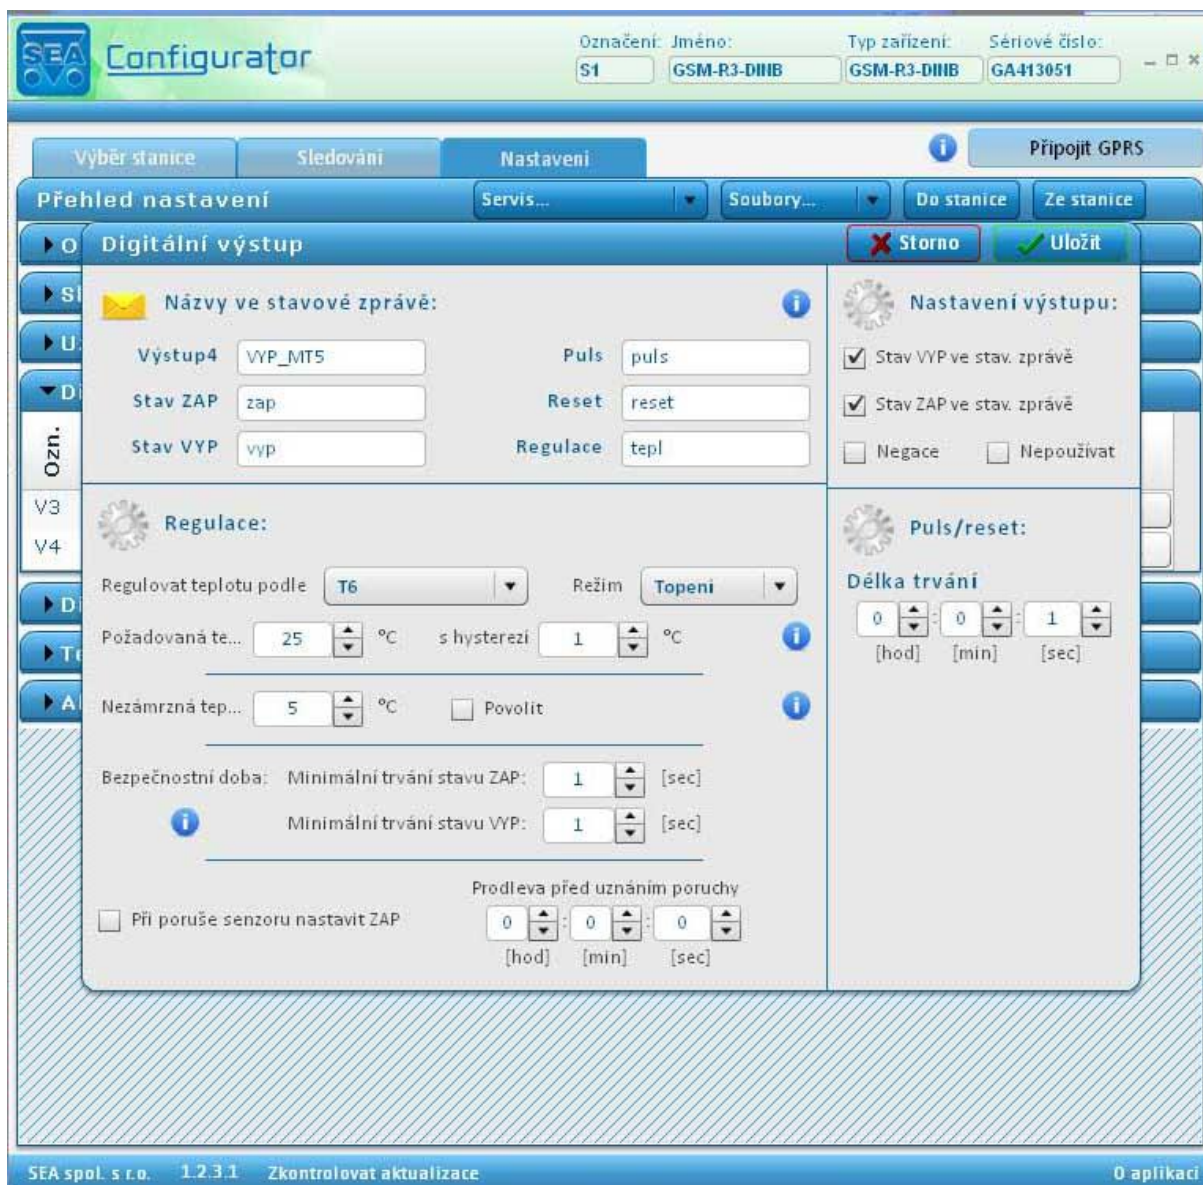 SEA Configurator
Označení: Jméno: Typ zařízení: Sériové číslo:
S1 GSM-R3-DINB GSM-R3-DINB GA413051
Výběr stanice Sledování Nastavení Připojit GPRS
Přehled nastavení Servis... Soubory... Do stanice Ze stanice
O
Digitální výstup Storno Uložit
Sl
Názvy ve stavové zprávě:
Nastavení výstupu:
U
Výstup4 VYP_MT5 Puls puls
Stav VYP ve stav. zprávě
Di
Stav ZAP zap Reset reset
Stav ZAP ve stav. zprávě
Ozn.
Stav VYP vyp Regulace tepl
Negace Nepoužívat
V3
Regulace:
Puls/reset:
V4
Regulovat teplotu podle T6 Režim Topení
Délka trvání
Di
0 : 0 : 1
[hod] [min] [sec]
Požadovaná te... 25 °C s hysterezí 1 °C
Te
Nezámrzná tep... 5 °C Povolit
Al
Bezpečnostní doba: Minimální trvání stavu ZAP: 1 [sec]
Minimální trvání stavu VYP: 1 [sec]
Prodleva před uznáním poruchy
Při poruše senzoru nastavit ZAP 0 : 0 : 0
[hod] [min] [sec]
SEA spol. s r.o. 1.2.3.1 Zkontrolovat aktualizace O aplikaci